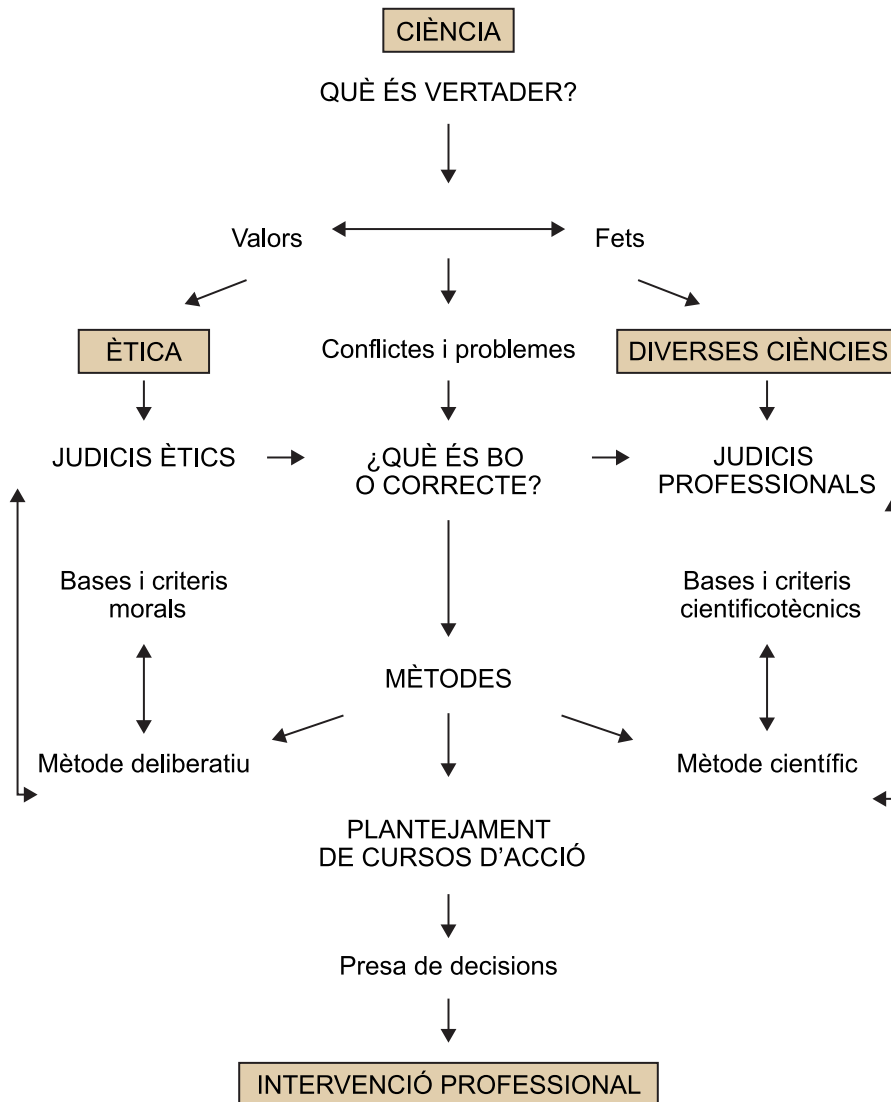 CIÈNCIA
QUÈ ÉS VERTADER?
Valors
Fets
ÈTICA
Conflictes i problemes
DIVERSES CIÈNCIES
JUDICIS ÈTICS
¿QUÈ ÉS BO
O CORRECTE?
JUDICIS
PROFESSIONALS
Bases i criteris
morals
Bases i criteris
cientificotècnics
MÈTODES
Mètode deliberatiu
Mètode científic
PLANTEJAMENT
DE CURSOS D’ACCIÓ
Presa de decisions
INTERVENCIÓ PROFESSIONAL